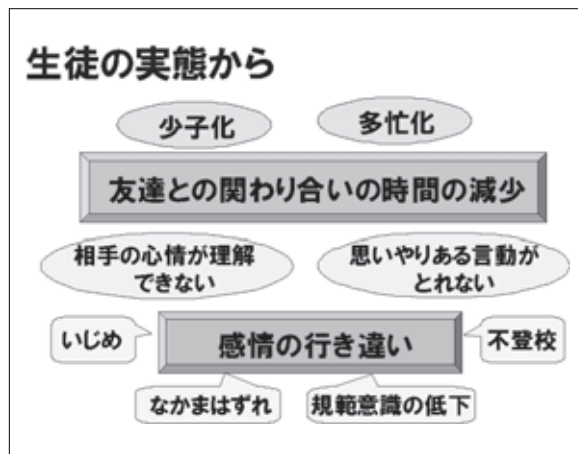 生徒の実態から
少子化
多忙化
友達との関わり合いの時間の減少
相手の心情が理解
できない
思いやりある言動が
とれない
いじめ
感情の行き違い
不登校
なかまはずれ
規範意識の低下